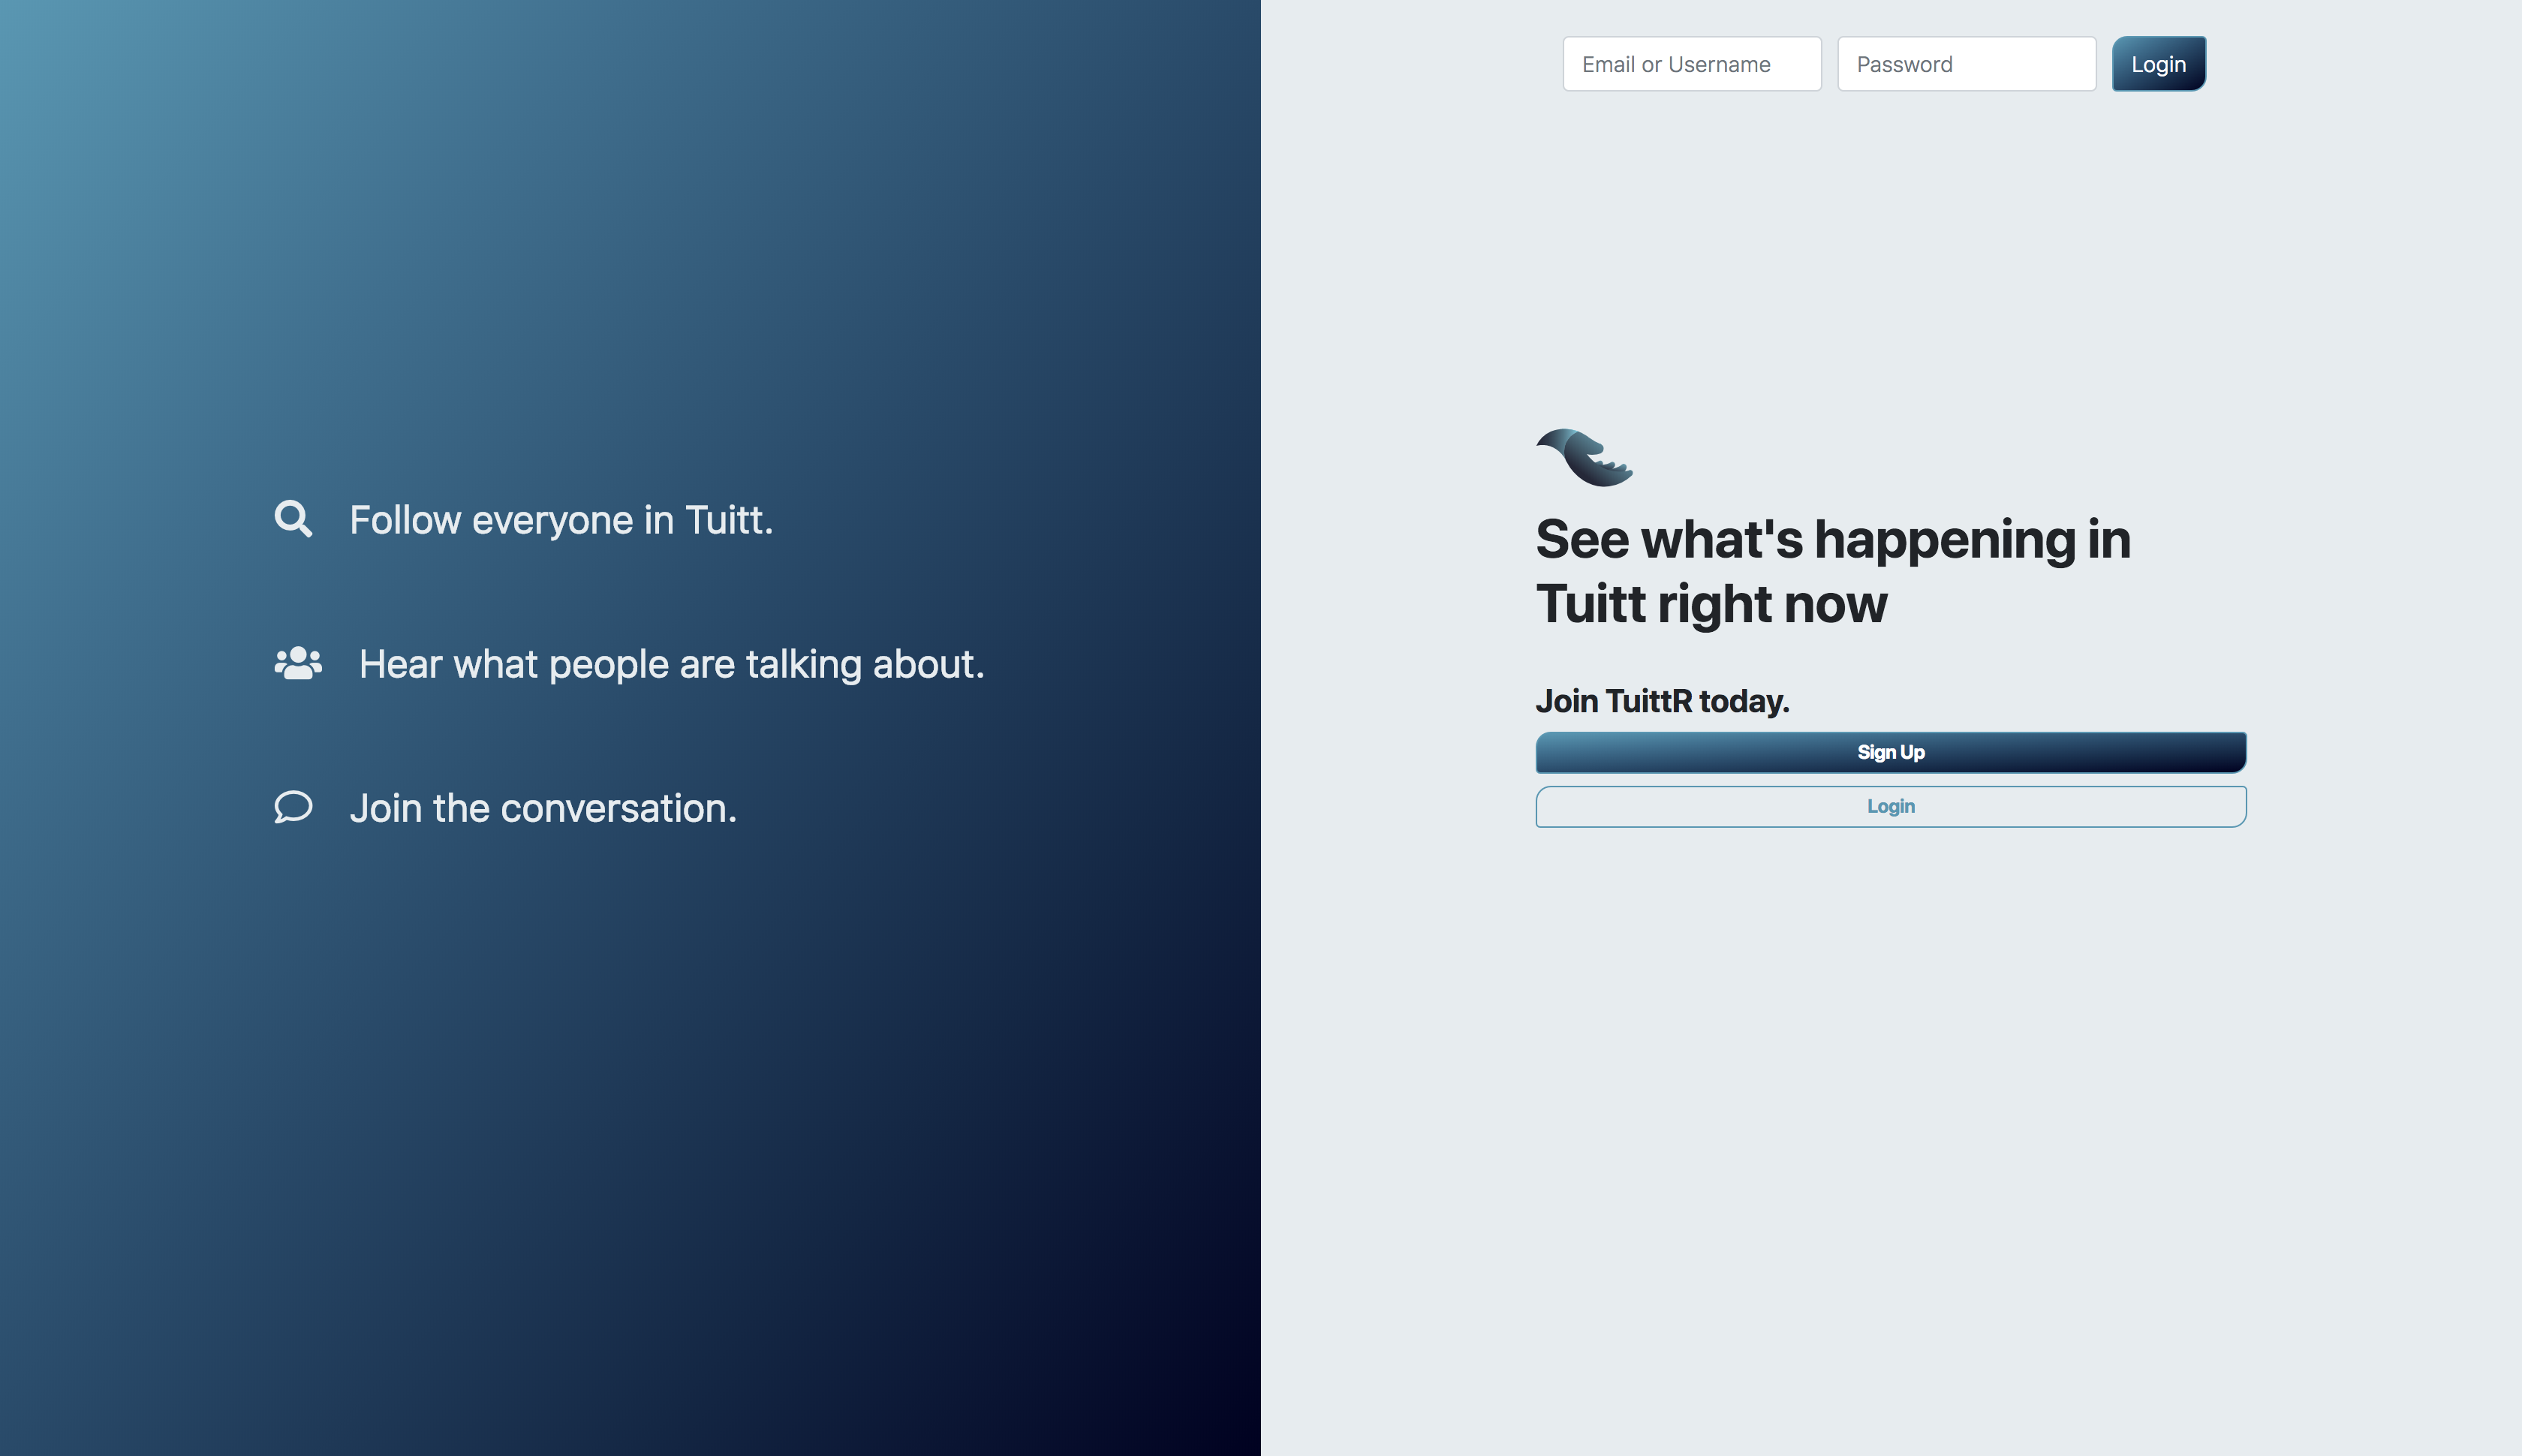 Follow everyone in Tuitt.
Hear what people are talking about.
Join the conversation.
Email or Username
Password
Login
See what's happening in
Tuitt right now
Join TuittR today.
Sign Up
Login